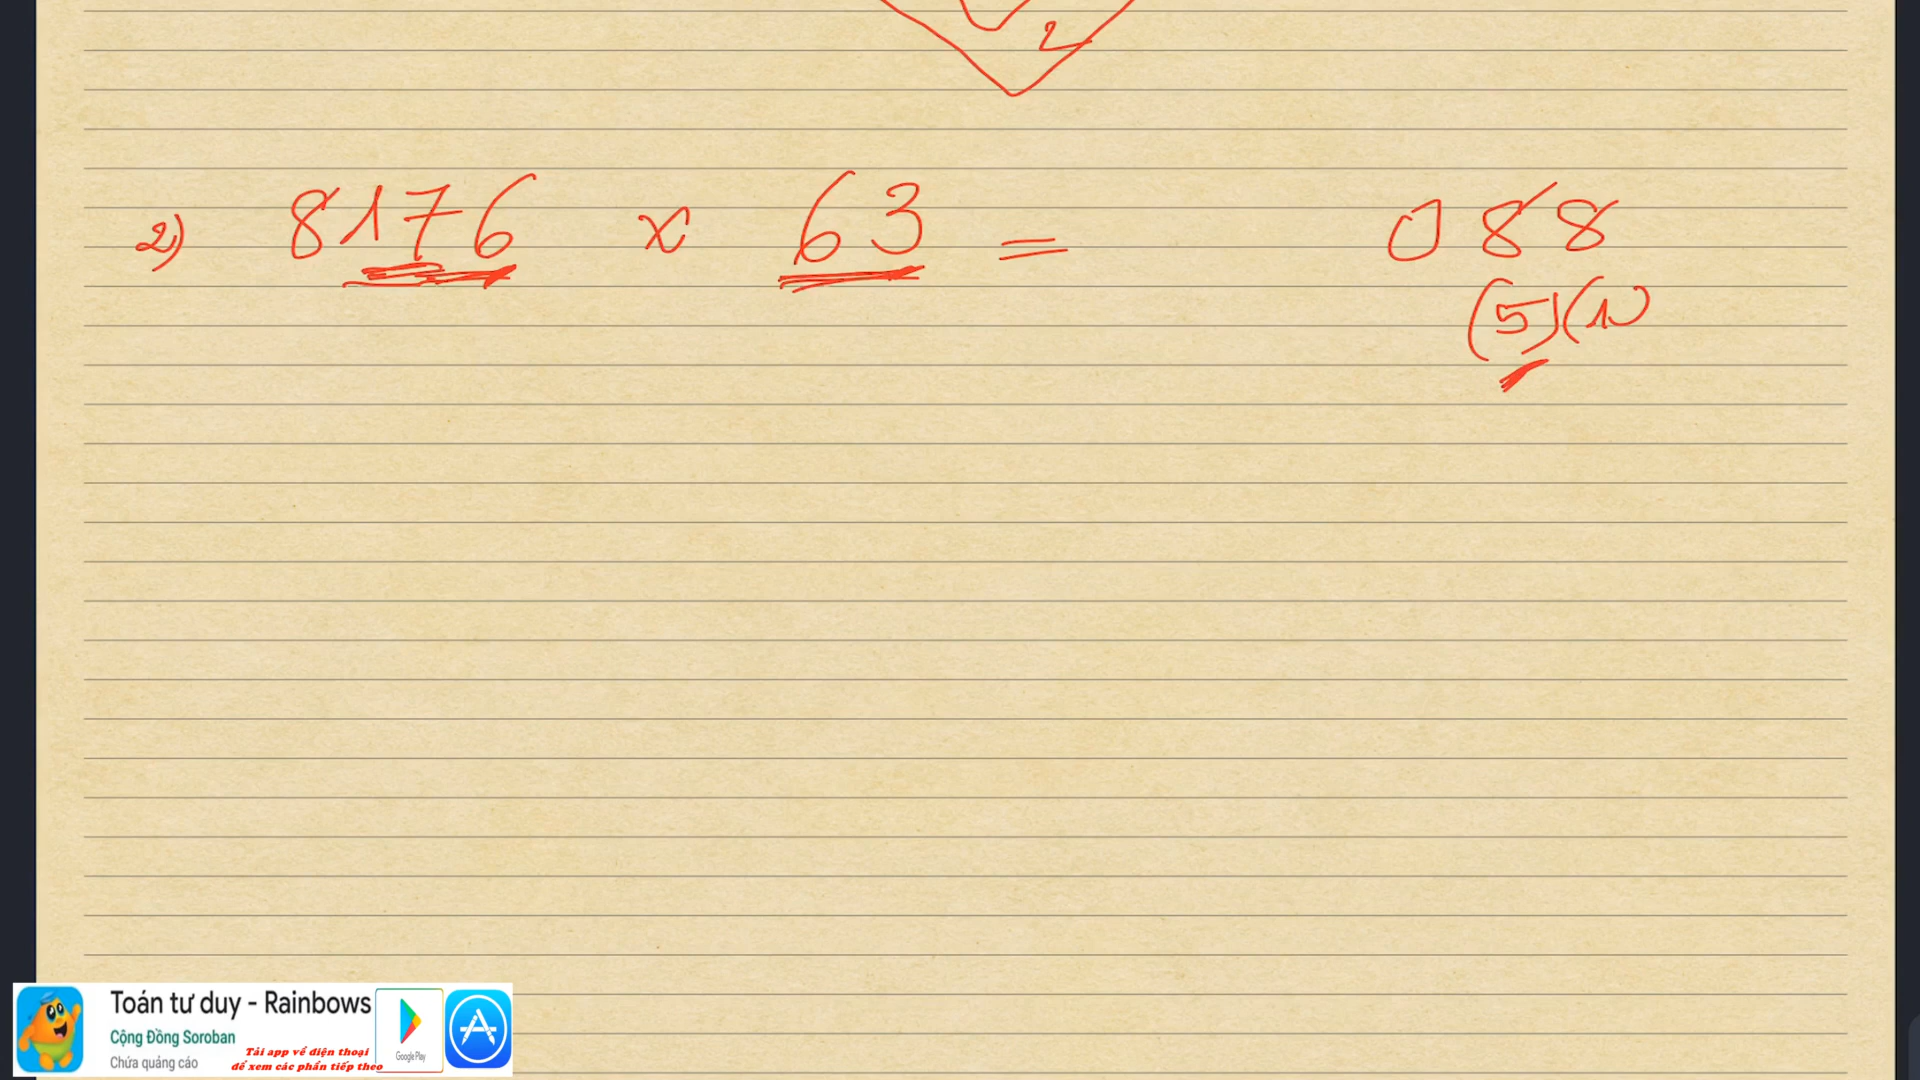 2
2) 8176 x 63 = 088
(5)(1)
Toán tư duy - Rainbows
Cộng Đồng Soroban
Chứa quảng cáo
Tải app về điện thoại
để xem các phần tiếp theo
Google Play